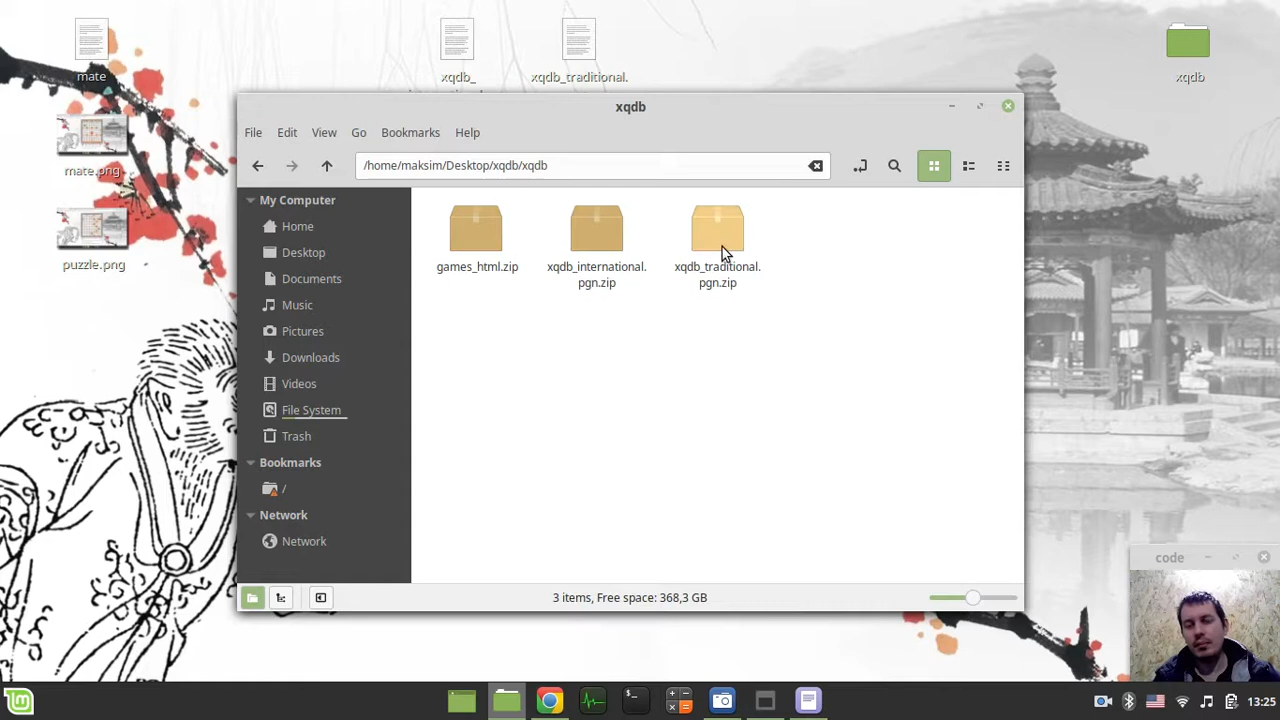 mate
xqdb_
xqdb_traditional.
xqdb
mate.png
puzzle.png
xqdb
File Edit View Go Bookmarks Help
/home/maksim/Desktop/xqdb/xqdb
My Computer
Home
Desktop
Documents
Music
Pictures
Downloads
Videos
File System
Trash
Bookmarks
/
Network
Network
games_html.zip
xqdb_international.
pgn.zip
xqdb_traditional.
pgn.zip
3 items, Free space: 368,3 GB
code
13:25